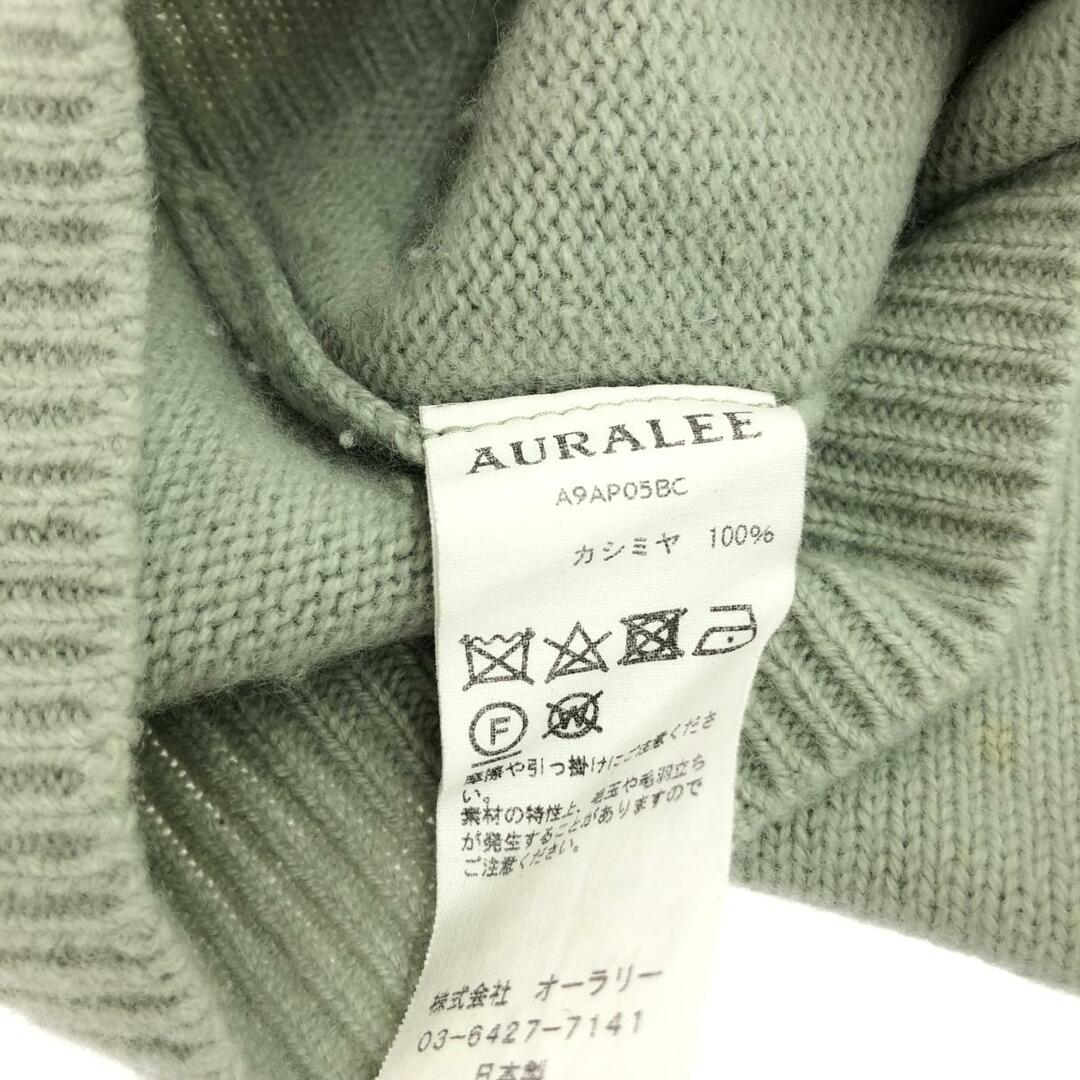 AURALEE
A9AP05BC
カシミヤ 100%
F
W
摩擦や引っ掛けにご注意くださ
い。
素材の特性上、毛玉や毛羽立ち
が発生することがありますので
ご注意ください。
株式会社 オーラリー
03-6427-7141
日本製